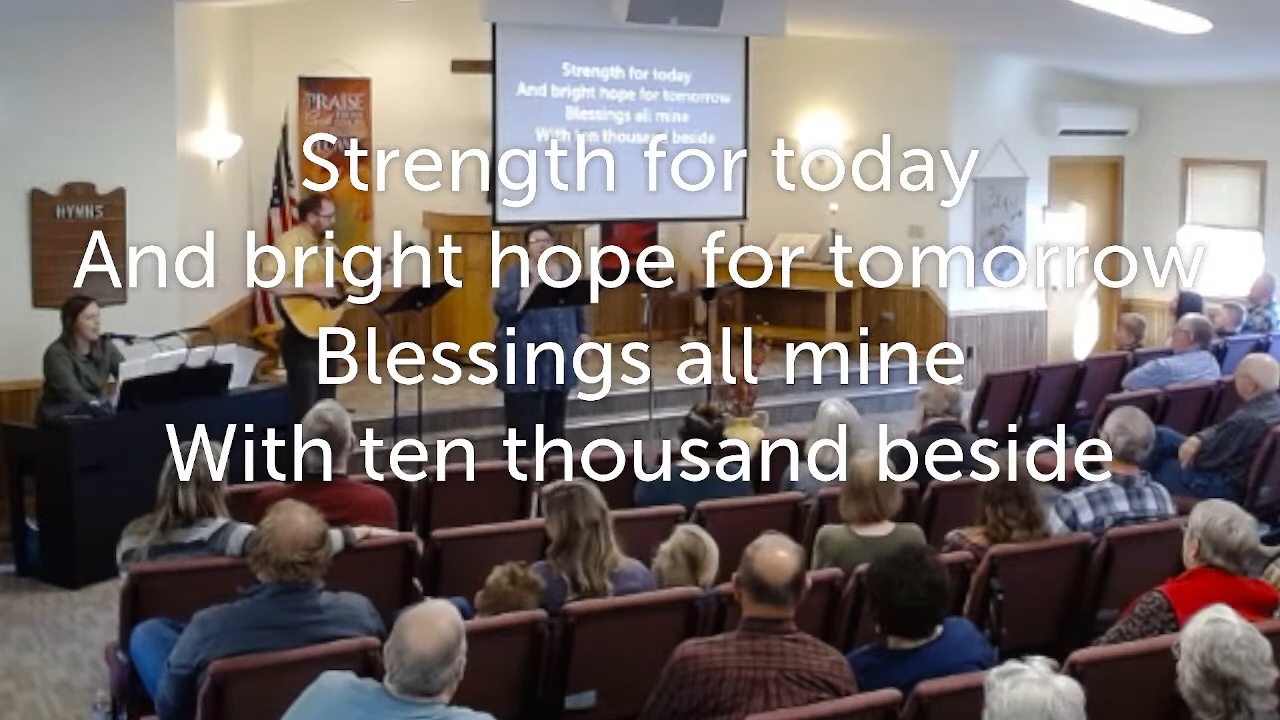 Strength for today
And bright hope for tomorrow
Blessings all mine
With ten thousand beside
PRAISE
HYMNS
Strength for today
And bright hope for tomorrow
Blessings all mine
With ten thousand beside